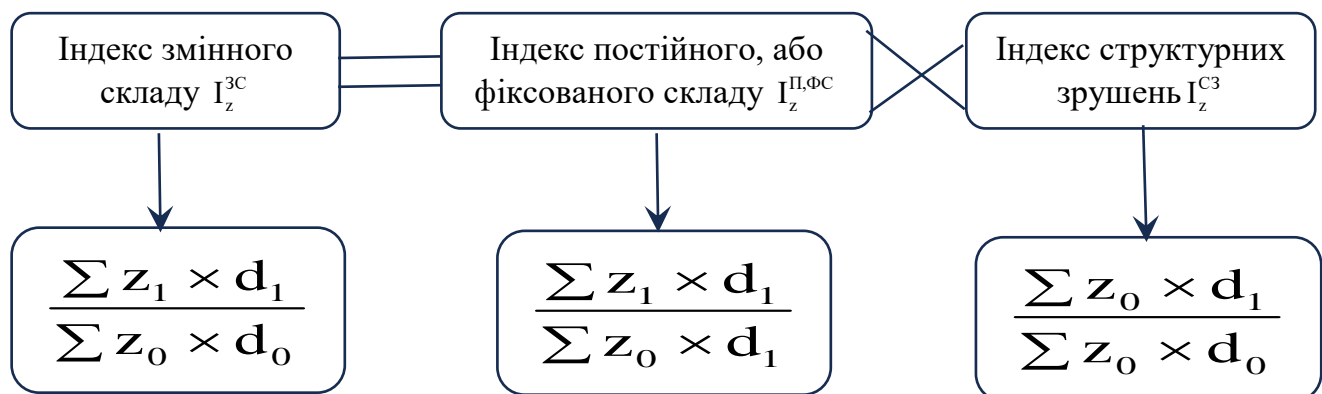 Індекс змінного
складу I_z^ЗС
Індекс постійного, або
фіксованого складу I_z^П,ФС
Індекс структурних
зрушень I_z^СЗ
∑ z₁ × d₁
∑ z₀ × d₀
∑ z₁ × d₁
∑ z₀ × d₁
∑ z₀ × d₁
∑ z₀ × d₀